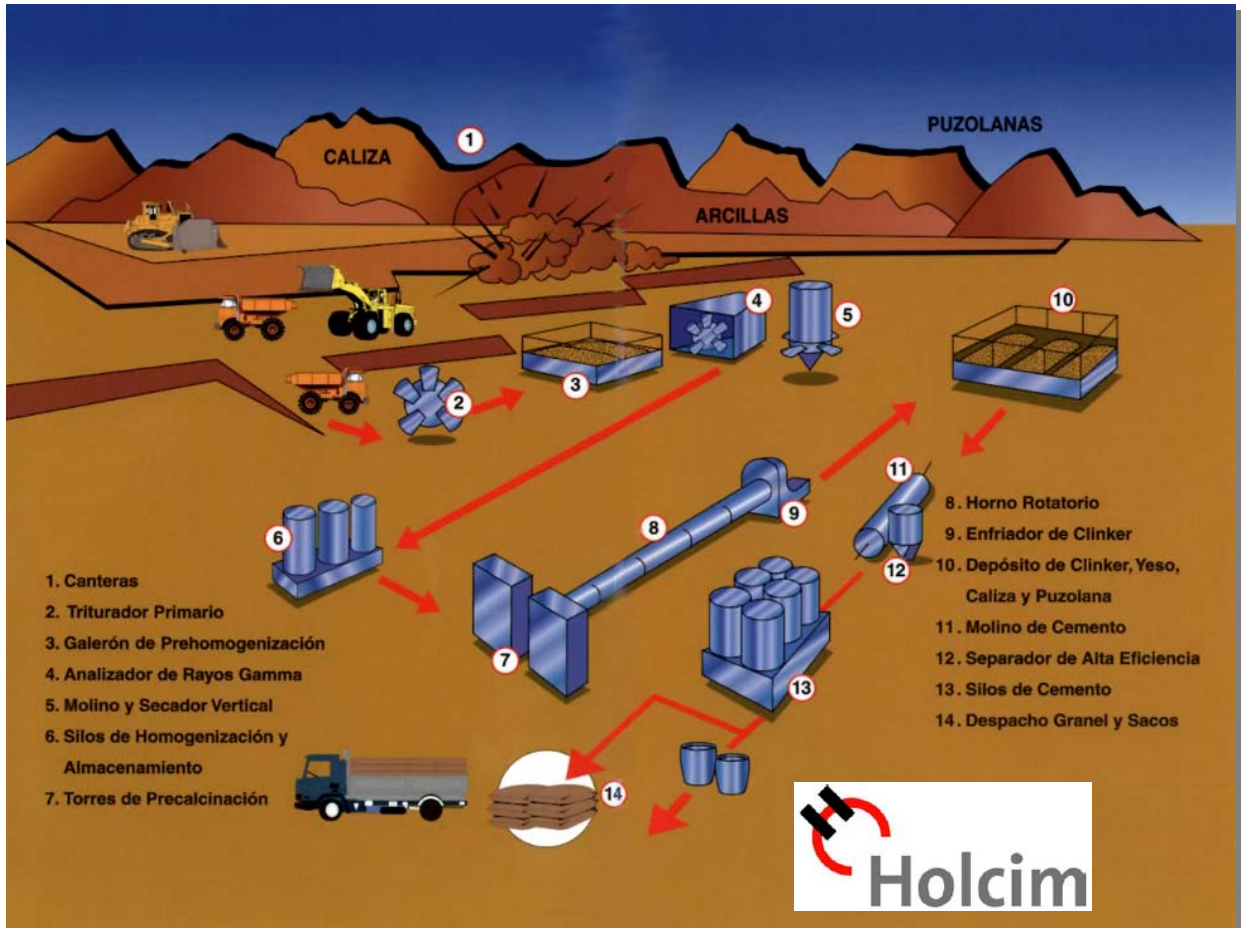 PUZOLANAS
1
CALIZA
ARCILLAS
4
10
5
3
2
11
9
8
6
12
7
13
14
1. Canteras
2. Triturador Primario
3. Galerón de Prehomogenización
4. Analizador de Rayos Gamma
5. Molino y Secador Vertical
6. Silos de Homogenización y
Almacenamiento
7. Torres de Precalcinación
8. Horno Rotatorio
9. Enfriador de Clinker
10. Depósito de Clinker, Yeso,
Caliza y Puzolana
11. Molino de Cemento
12. Separador de Alta Eficiencia
13. Silos de Cemento
14. Despacho Granel y Sacos
Holcim